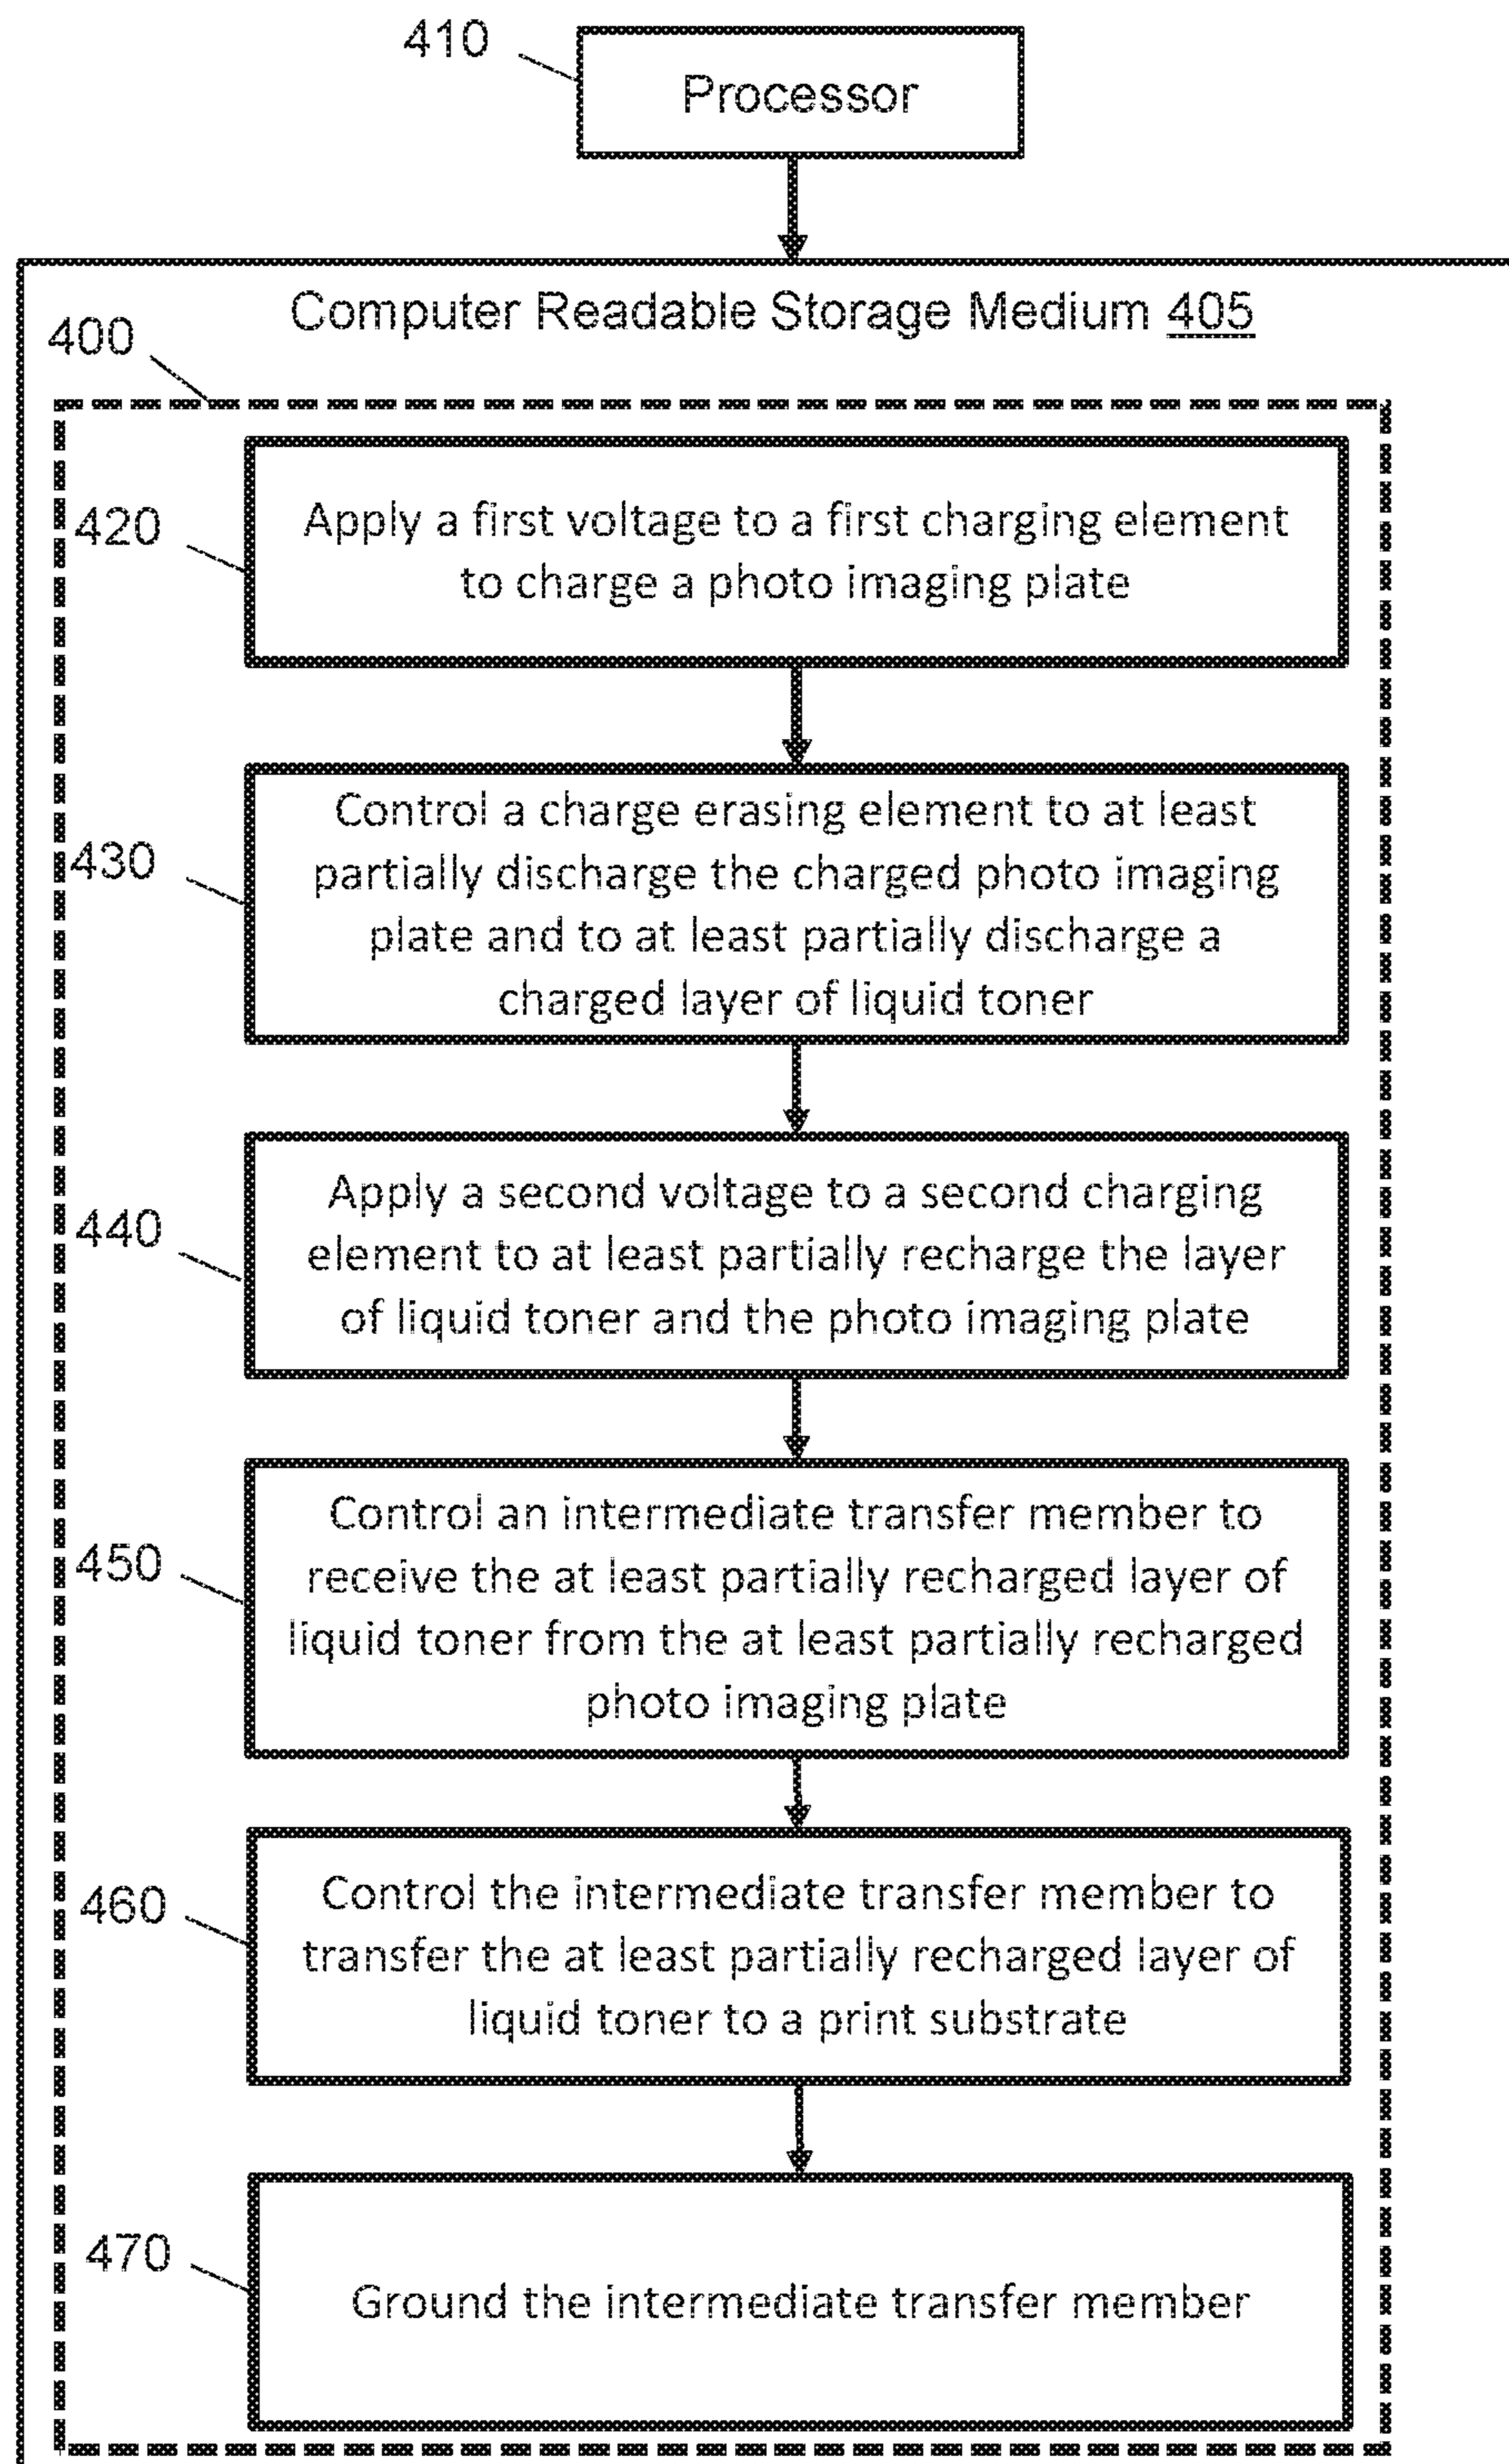 410
Processor
Computer Readable Storage Medium 405
400
420
Apply a first voltage to a first charging element
to charge a photo imaging plate
430
Control a charge erasing element to at least
partially discharge the charged photo imaging
plate and to at least partially discharge a
charged layer of liquid toner
440
Apply a second voltage to a second charging
element to at least partially recharge the layer
of liquid toner and the photo imaging plate
450
Control an intermediate transfer member to
receive the at least partially recharged layer of
liquid toner from the at least partially recharged
photo imaging plate
460
Control the intermediate transfer member to
transfer the at least partially recharged layer of
liquid toner to a print substrate
470
Ground the intermediate transfer member